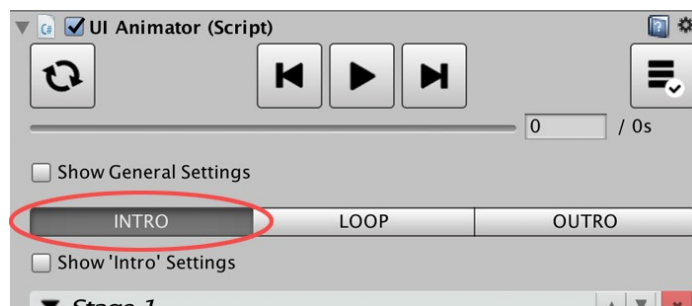 C# UI Animator (Script)
0 / 0s
Show General Settings
INTRO LOOP OUTRO
Show 'Intro' Settings
Stage 1